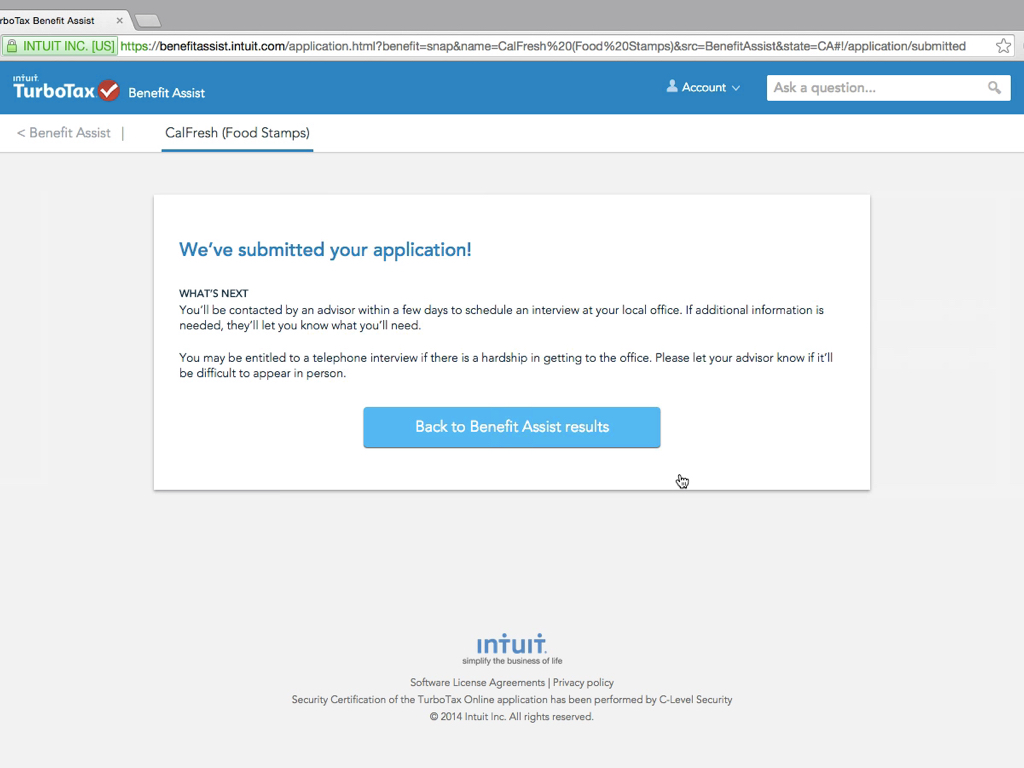 rboTax Benefit Assist
INTUIT INC. [US] https://benefitassist.intuit.com/application.html?benefit=snap&name=CalFresh%20(Food%20Stamps)&src=BenefitAssist&state=CA#!/application/submitted
intuit.
TurboTax Benefit Assist Account Ask a question...
< Benefit Assist | CalFresh (Food Stamps)
We've submitted your application!
WHAT'S NEXT
You'll be contacted by an advisor within a few days to schedule an interview at your local office. If additional information is
needed, they'll let you know what you'll need.
You may be entitled to a telephone interview if there is a hardship in getting to the office. Please let your advisor know if it'll
be difficult to appear in person.
Back to Benefit Assist results
intuit.
simplify the business of life
Software License Agreements | Privacy policy
Security Certification of the TurboTax Online application has been performed by C-Level Security
© 2014 Intuit Inc. All rights reserved.